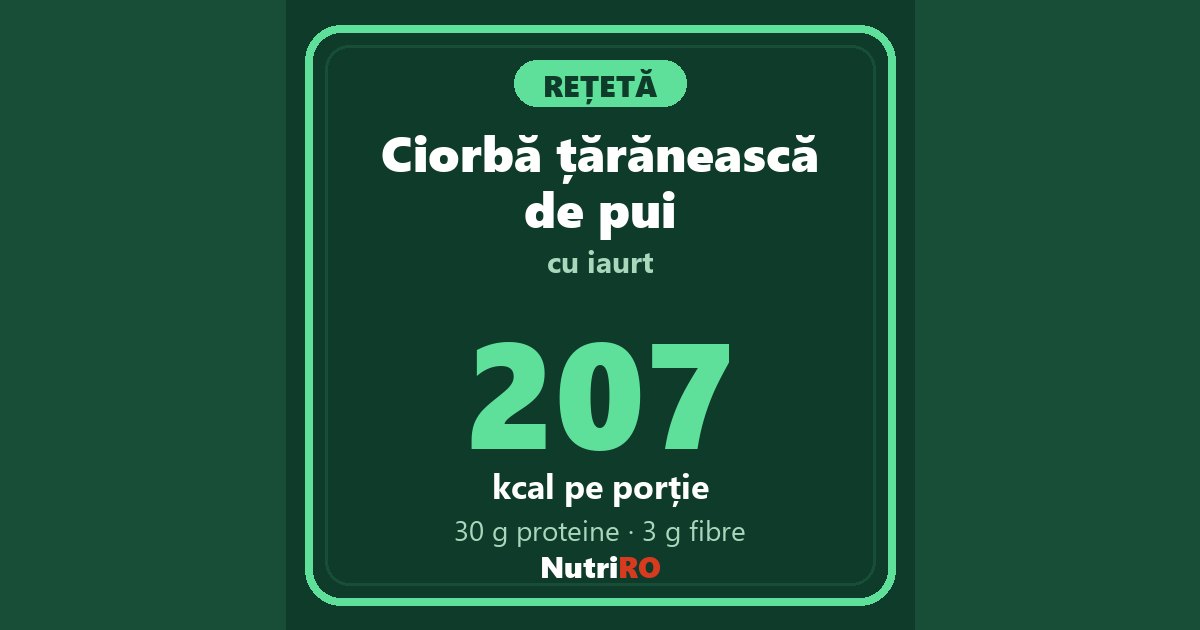 REȚETĂ
Ciorbă țărănească
de pui
cu iaurt
207
kcal pe porție
30 g proteine · 3 g fibre
NutriRO